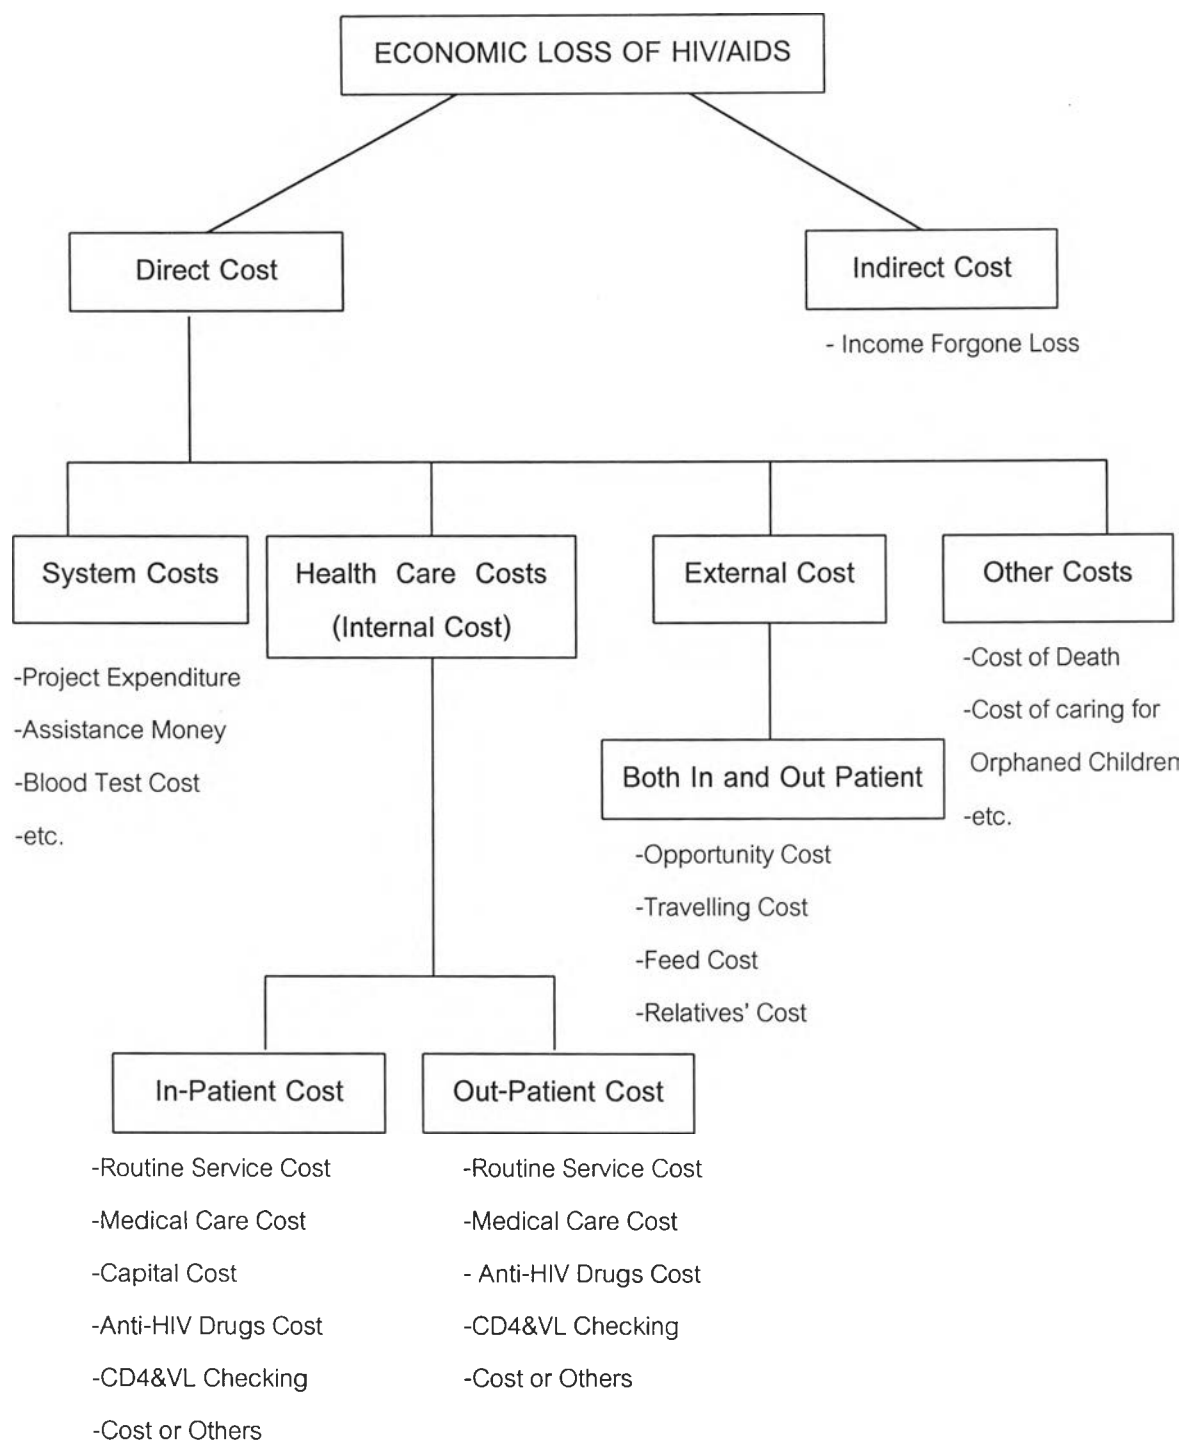 ECONOMIC LOSS OF HIV/AIDS
Direct Cost
Indirect Cost
- Income Forgone Loss
System Costs
-Project Expenditure
-Assistance Money
-Blood Test Cost
-etc.
Health Care Costs
(Internal Cost)
External Cost
Both In and Out Patient
-Opportunity Cost
-Travelling Cost
-Feed Cost
-Relatives' Cost
Other Costs
-Cost of Death
-Cost of caring for
Orphaned Children
-etc.
In-Patient Cost
-Routine Service Cost
-Medical Care Cost
-Capital Cost
-Anti-HIV Drugs Cost
-CD4&VL Checking
-Cost or Others
Out-Patient Cost
-Routine Service Cost
-Medical Care Cost
- Anti-HIV Drugs Cost
-CD4&VL Checking
-Cost or Others